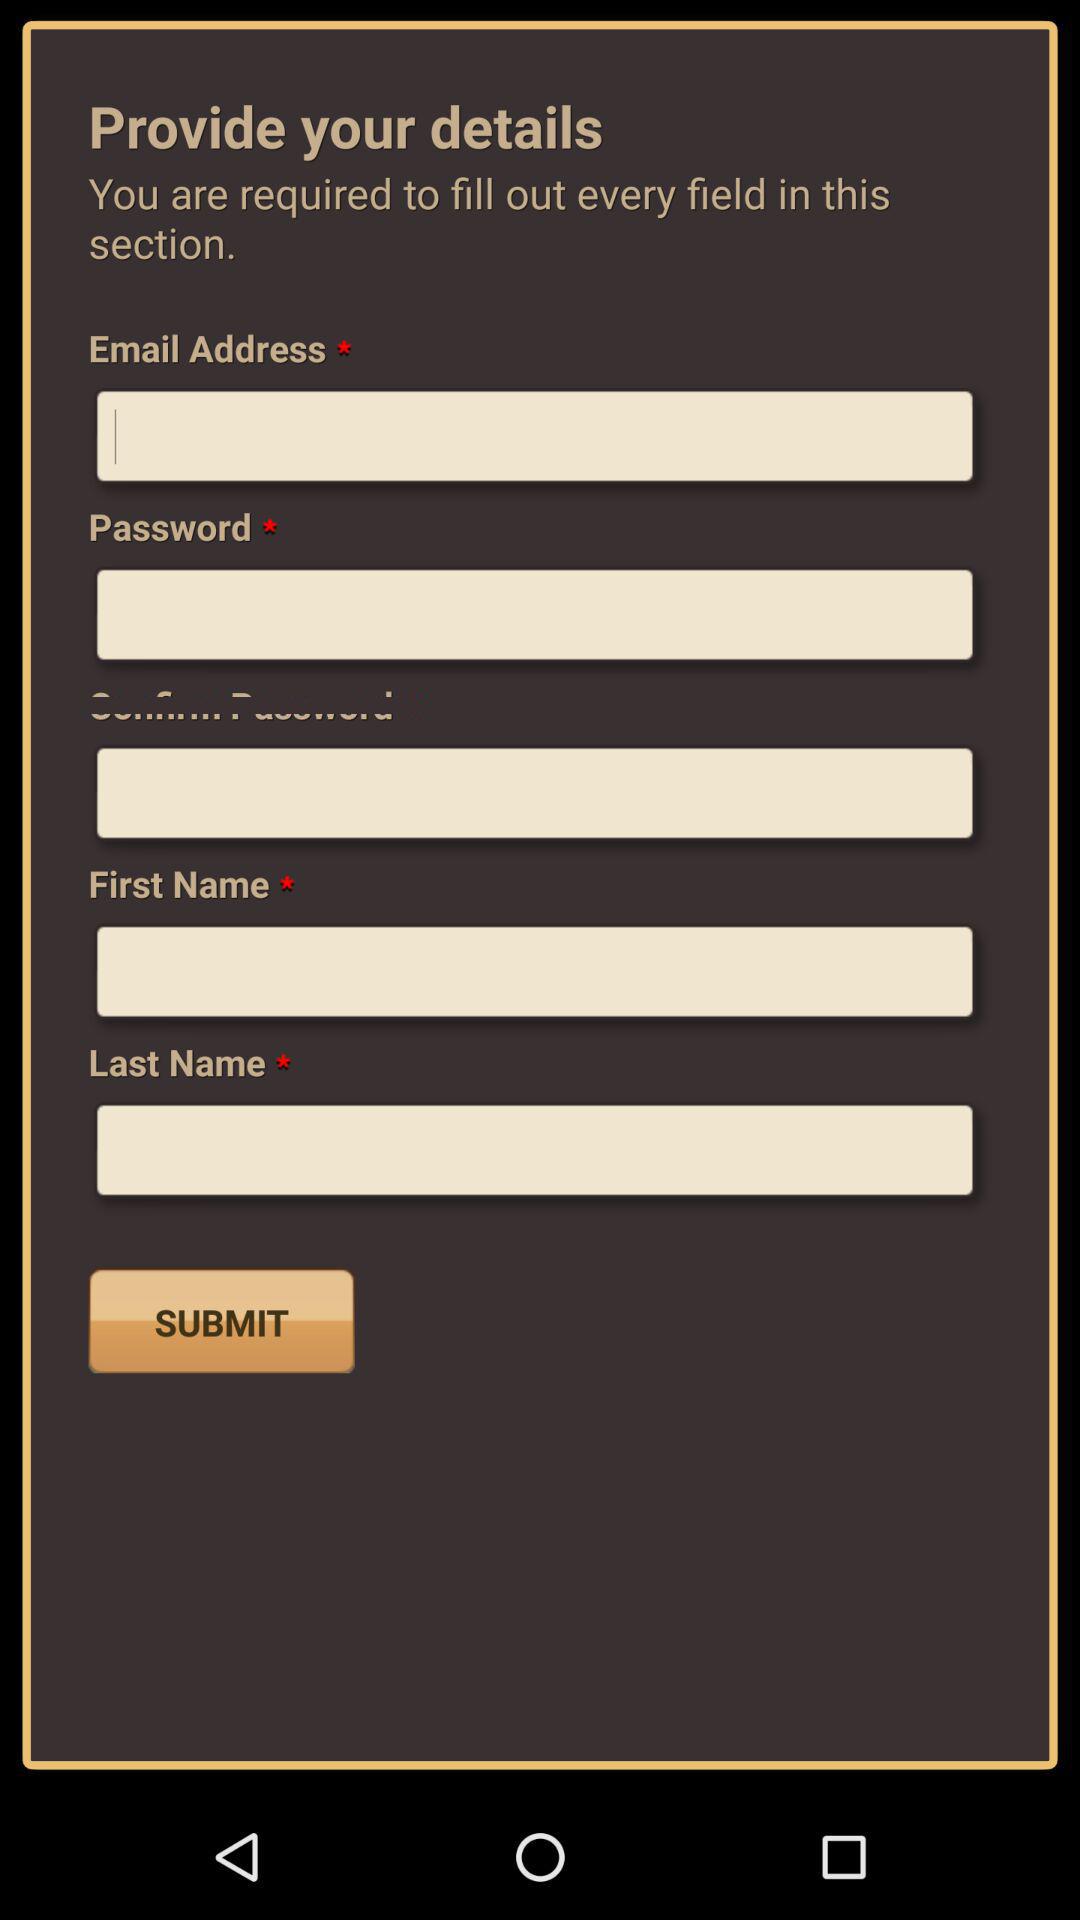 Provide your details
You are required to fill out every field in this
section.
Email Address *
Password *
Confirm Password
First Name *
Last Name *
SUBMIT